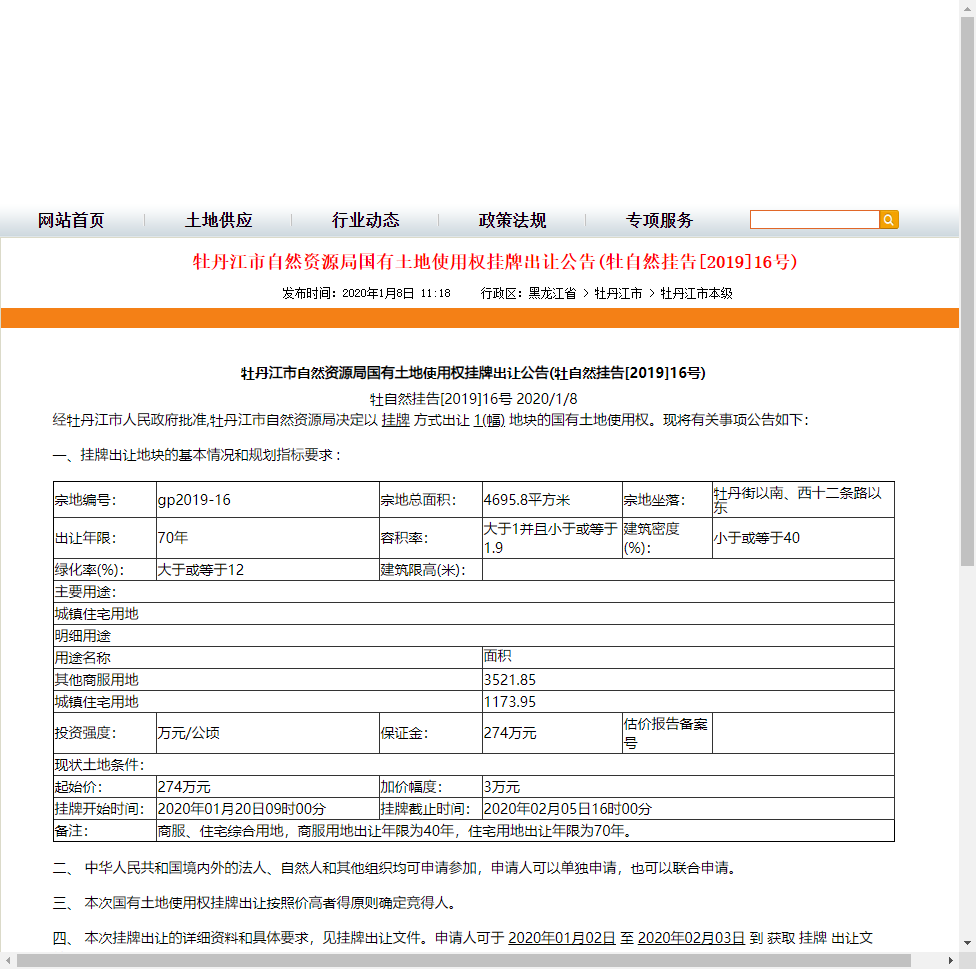 网站首页 土地供应 行业动态 政策法规 专项服务
牡丹江市自然资源局国有土地使用权挂牌出让公告(牡自然挂告[2019]16号)
发布时间：2020年1月8日 11:18 行政区：黑龙江省 > 牡丹江市 > 牡丹江市本级
牡丹江市自然资源局国有土地使用权挂牌出让公告(牡自然挂告[2019]16号)
牡自然挂告[2019]16号 2020/1/8
经牡丹江市人民政府批准,牡丹江市自然资源局决定以 挂牌 方式出让 1(幅) 地块的国有土地使用权。现将有关事项公告如下：
一、挂牌出让地块的基本情况和规划指标要求：
宗地编号： gp2019-16 宗地总面积： 4695.8平方米 宗地坐落： 牡丹街以南、西十二条路以
东
出让年限： 70年 容积率： 大于1并且小于或等于
1.9 建筑密度
(%)： 小于或等于40
绿化率(%)： 大于或等于12 建筑限高(米)：
主要用途：
城镇住宅用地
明细用途
用途名称 面积
其他商服用地 3521.85
城镇住宅用地 1173.95
投资强度： 万元/公顷 保证金： 274万元 估价报告备案
号
现状土地条件：
起始价： 274万元 加价幅度： 3万元
挂牌开始时间： 2020年01月20日09时00分 挂牌截止时间： 2020年02月05日16时00分
备注： 商服、住宅综合用地，商服用地出让年限为40年，住宅用地出让年限为70年。
二、 中华人民共和国境内外的法人、自然人和其他组织均可申请参加，申请人可以单独申请，也可以联合申请。
三、 本次国有土地使用权挂牌出让按照价高者得原则确定竞得人。
四、 本次挂牌出让的详细资料和具体要求，见挂牌出让文件。申请人可于 2020年01月02日 至 2020年02月03日 到 获取 挂牌 出让文